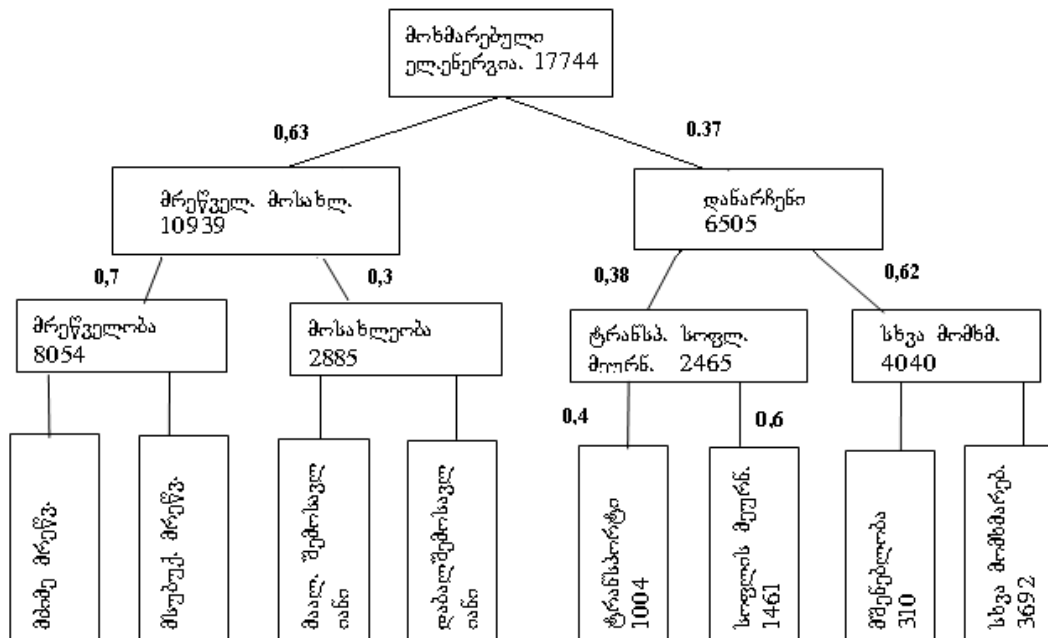 მოხმარებული
ელ.ენერგია. 17744
0,63
0.37
მრეწველ. მოსახლ.
10939
დანარჩენი
6505
0,7
0,3
0,38
0,62
მრეწველობა
8054
მოსახლეობა
2885
ტრანსპ. სოფლ.
მეურნ. 2465
სხვა მომხმ.
4040
0,4
0,6
მძიმე მრეწვ.
მსუბუქ. მრეწვ.
მაალ. შემოსავლ
იანი
დაბალშემოსავლ
იანი
ტრანსპორტი
1004
სოფლის მეურნ.
1461
მშენებლობა
310
სხვა მომხმარებ.
3692